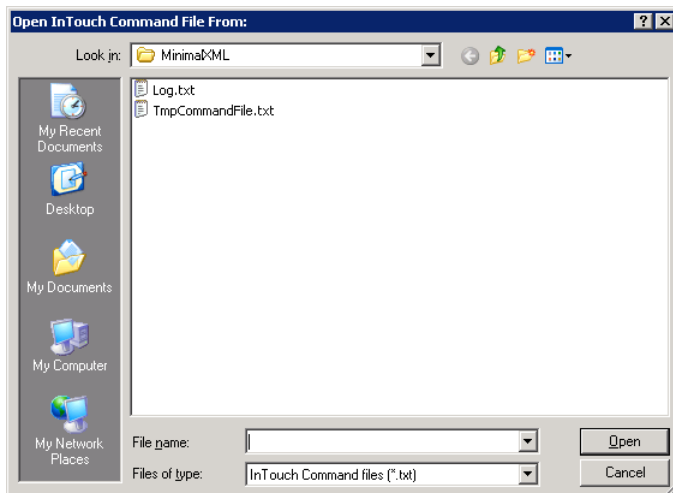 Open InTouch Command File From:
Look in:
MinimalXML
Log.txt
TmpCommandFile.txt
My Recent
Documents
Desktop
My Documents
My Computer
My Network
Places
File name:
Open
Files of type:
InTouch Command files (*.txt)
Cancel